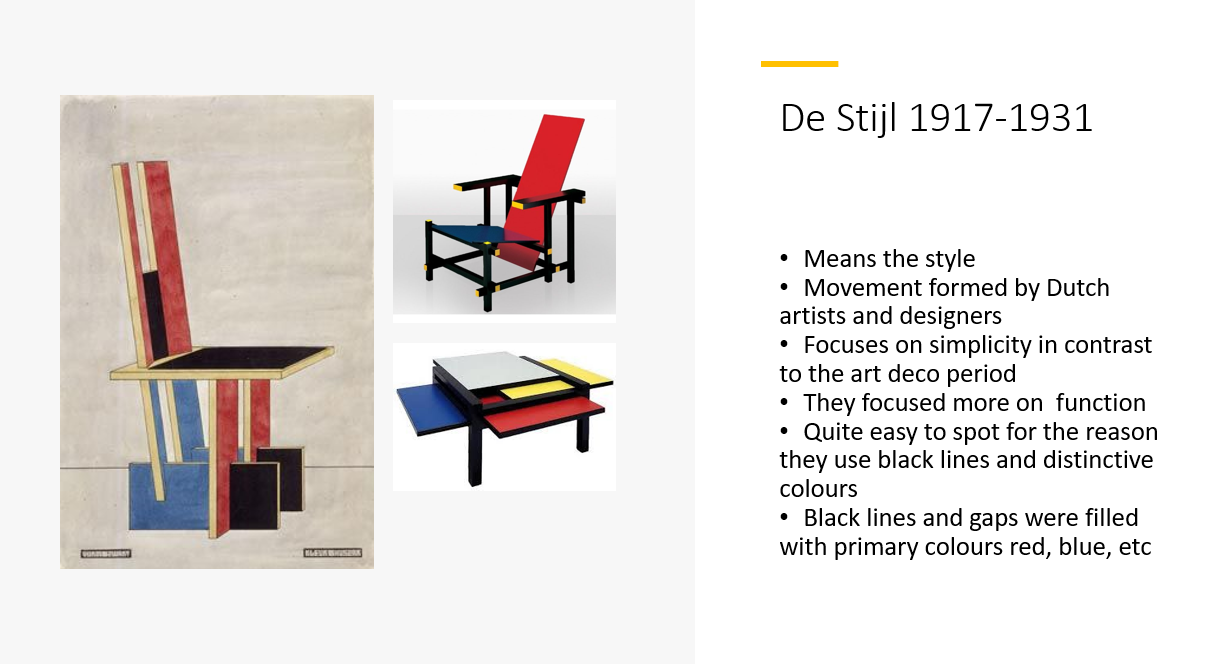 De Stijl 1917-1931
• Means the style
• Movement formed by Dutch
artists and designers
• Focuses on simplicity in contrast
to the art deco period
• They focused more on  function
• Quite easy to spot for the reason
they use black lines and distinctive
colours
• Black lines and gaps were filled
with primary colours red, blue, etc